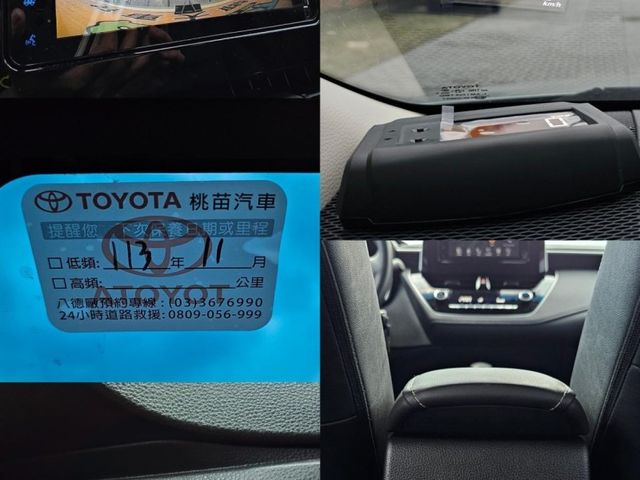 km/h
TOYOTA 桃苗汽車
提醒您 下次保養日期或里程
□低頻: 113 年 11 月
□高頻: 公里
八德廠預約專線:(03)3676990
24小時道路救援:0809-056-999